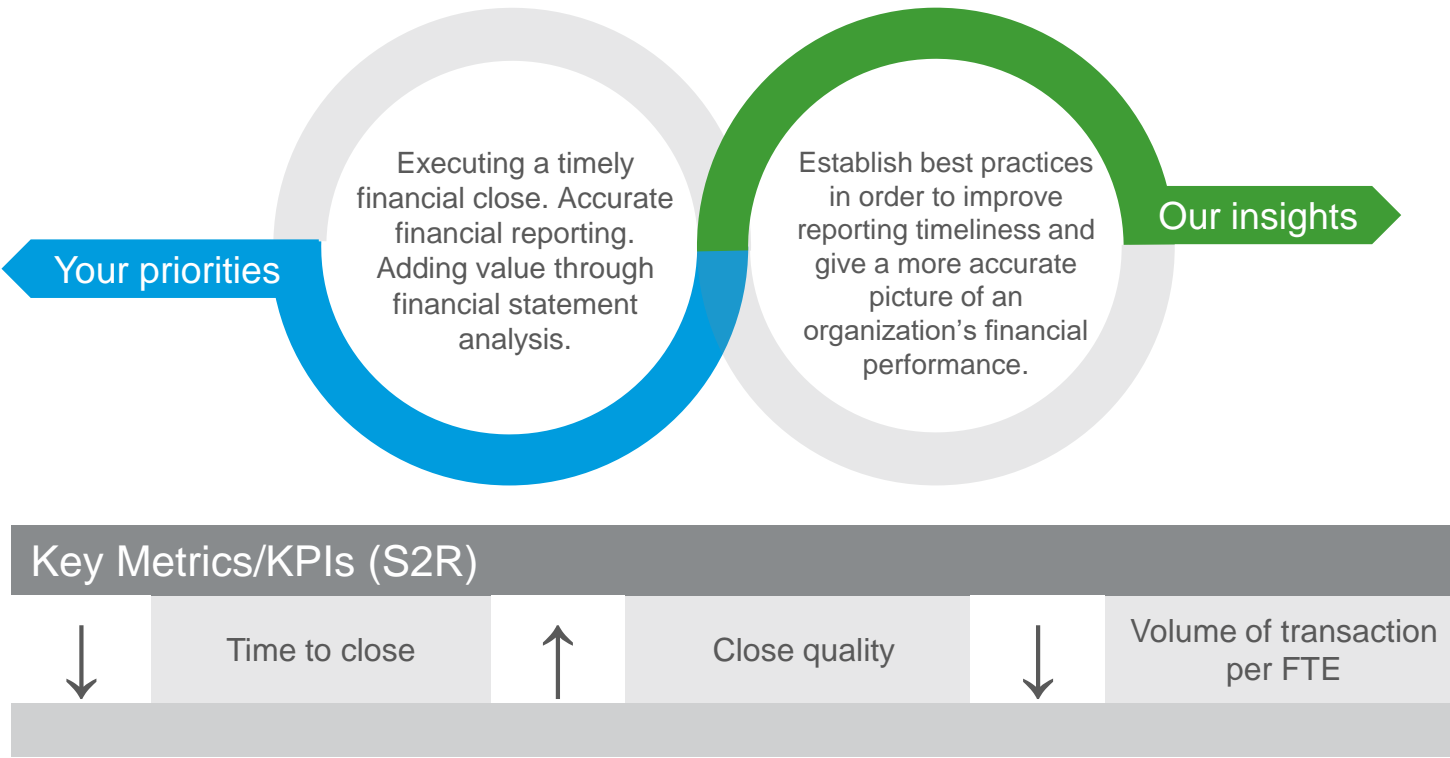 Your priorities
Executing a timely
financial close. Accurate
financial reporting.
Adding value through
financial statement
analysis.
Establish best practices
in order to improve
reporting timeliness and
give a more accurate
picture of an
organization’s financial
performance.
Our insights
Key Metrics/KPIs (S2R)
↓
Time to close
↑
Close quality
↓
Volume of transaction
per FTE